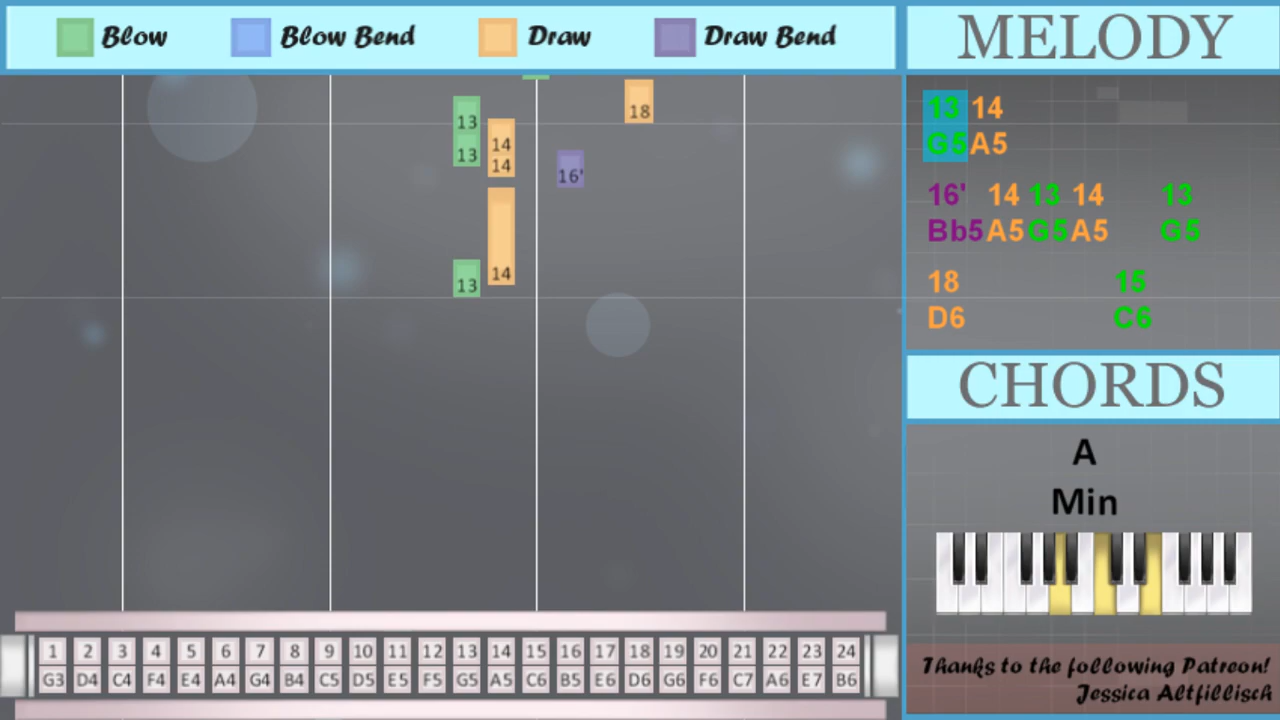 Blow Blow Bend Draw Draw Bend
MELODY
13 14
G5 A5
16' 14 13 14 13
Bb5 A5 G5 A5 G5
18 15
D6 C6
18
13
14
13
14
16'
14
13
CHORDS
A
Min
1 2 3 4 5 6 7 8 9 10 11 12 13 14 15 16 17 18 19 20 21 22 23 24
G3 D4 C4 F4 E4 A4 G4 B4 C5 D5 E5 F5 G5 A5 C6 B5 E6 D6 G6 F6 C7 A6 E7 B6
Thanks to the following Patreon!
Jessica Altfillisch